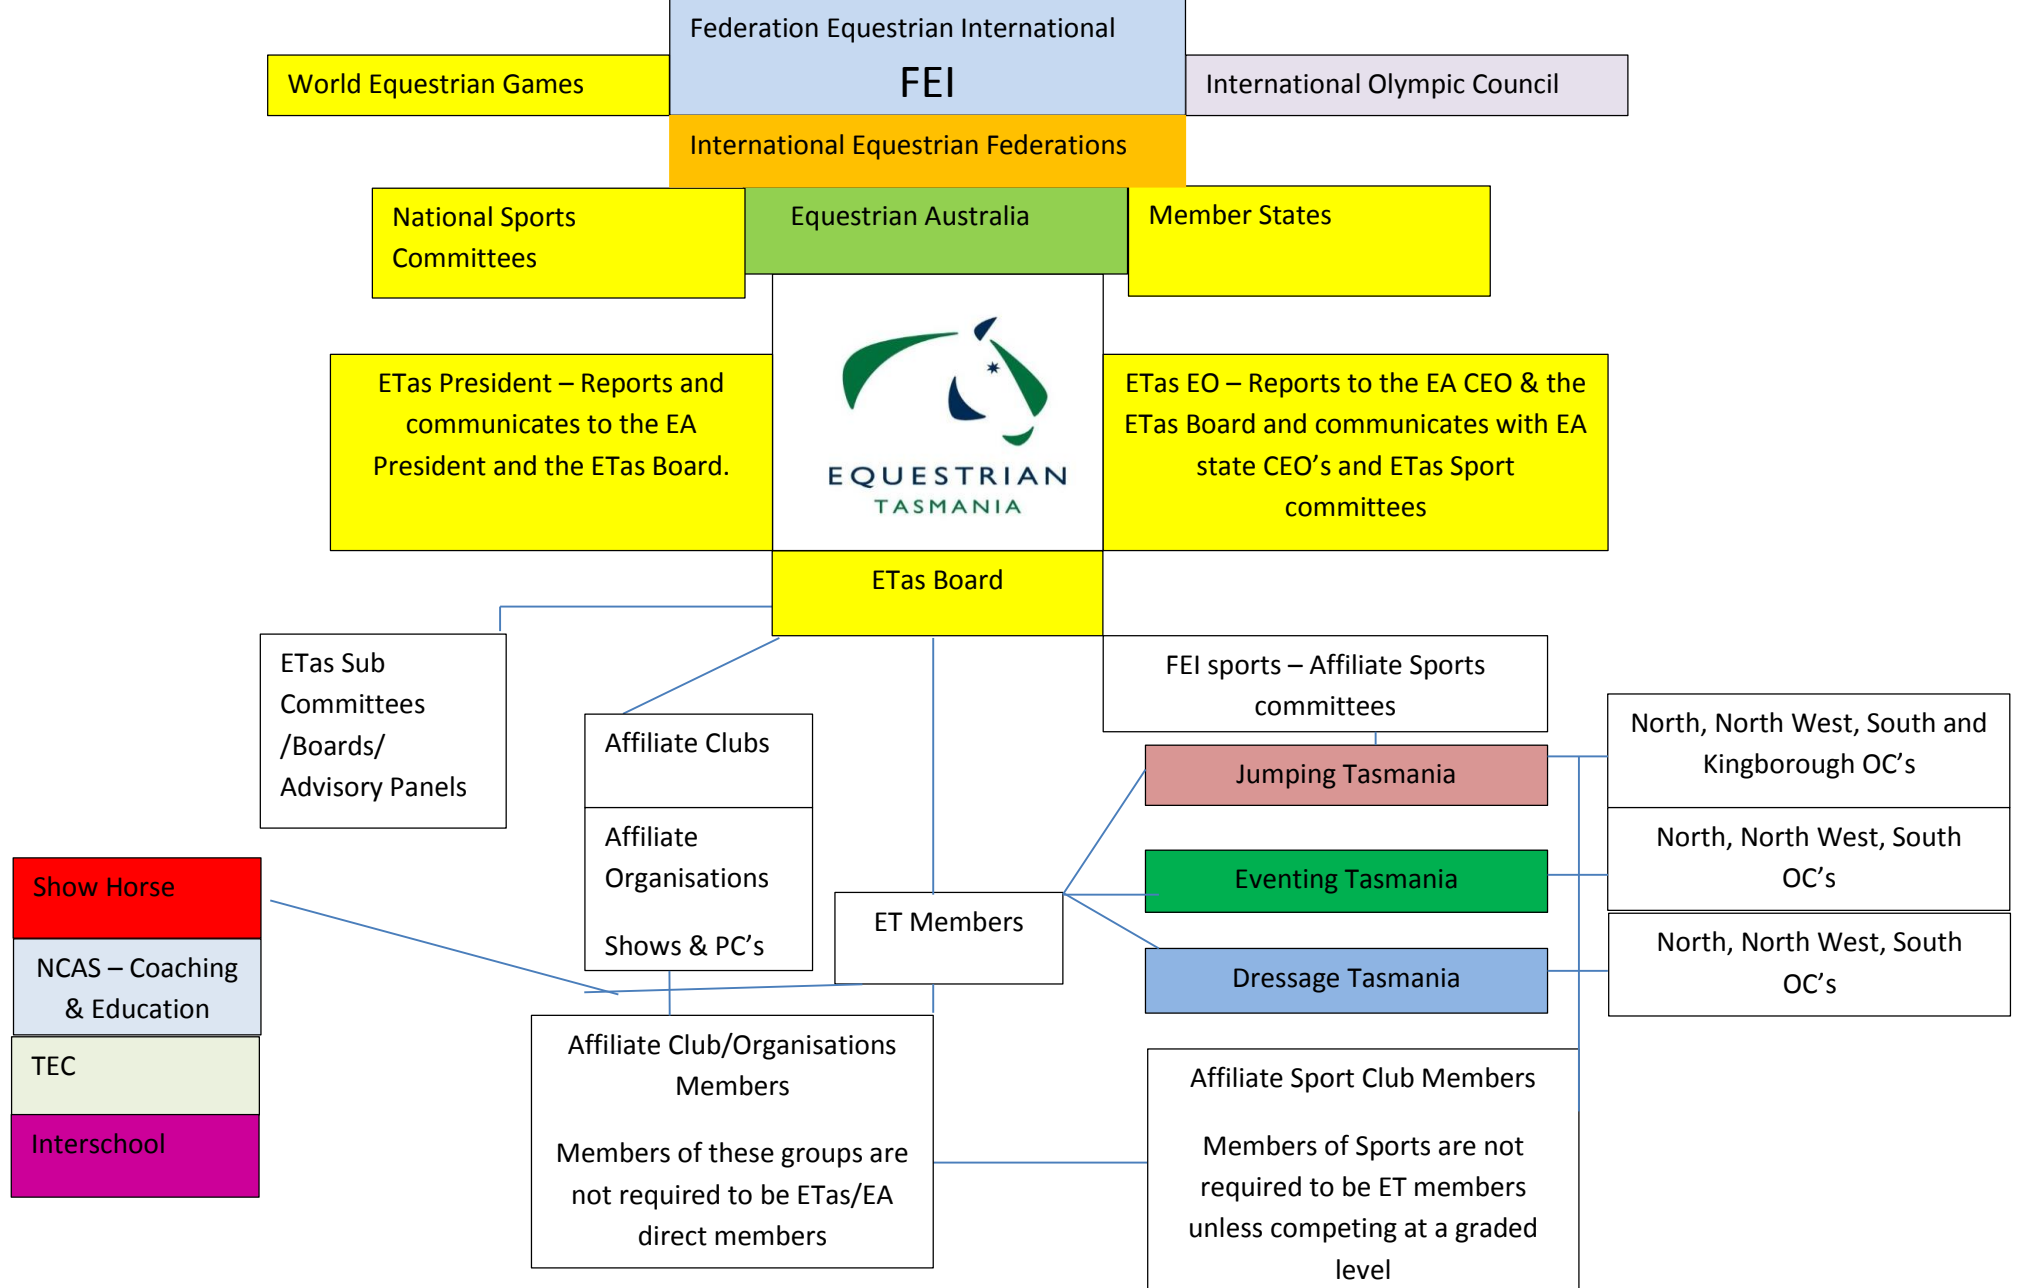 Federation Equestrian International
FEI
World Equestrian Games
International Olympic Council
International Equestrian Federations
National Sports
Committees
Equestrian Australia
Member States
ETas President – Reports and
communicates to the EA
President and the ETas Board.
EQUESTRIAN
TASMANIA
ETas EO – Reports to the EA CEO & the
ETas Board and communicates with EA
state CEO’s and ETas Sport
committees
ETas Board
ETas Sub
Committees
/Boards/
Advisory Panels
Affiliate Clubs
Affiliate
Organisations
Shows & PC’s
ET Members
FEI sports – Affiliate Sports
committees
Jumping Tasmania
Eventing Tasmania
Dressage Tasmania
North, North West, South and
Kingborough OC’s
North, North West, South
OC’s
North, North West, South
OC’s
Show Horse
NCAS – Coaching
& Education
TEC
Interschool
Affiliate Club/Organisations
Members
Members of these groups are
not required to be ETas/EA
direct members
Affiliate Sport Club Members
Members of Sports are not
required to be ET members
unless competing at a graded
level